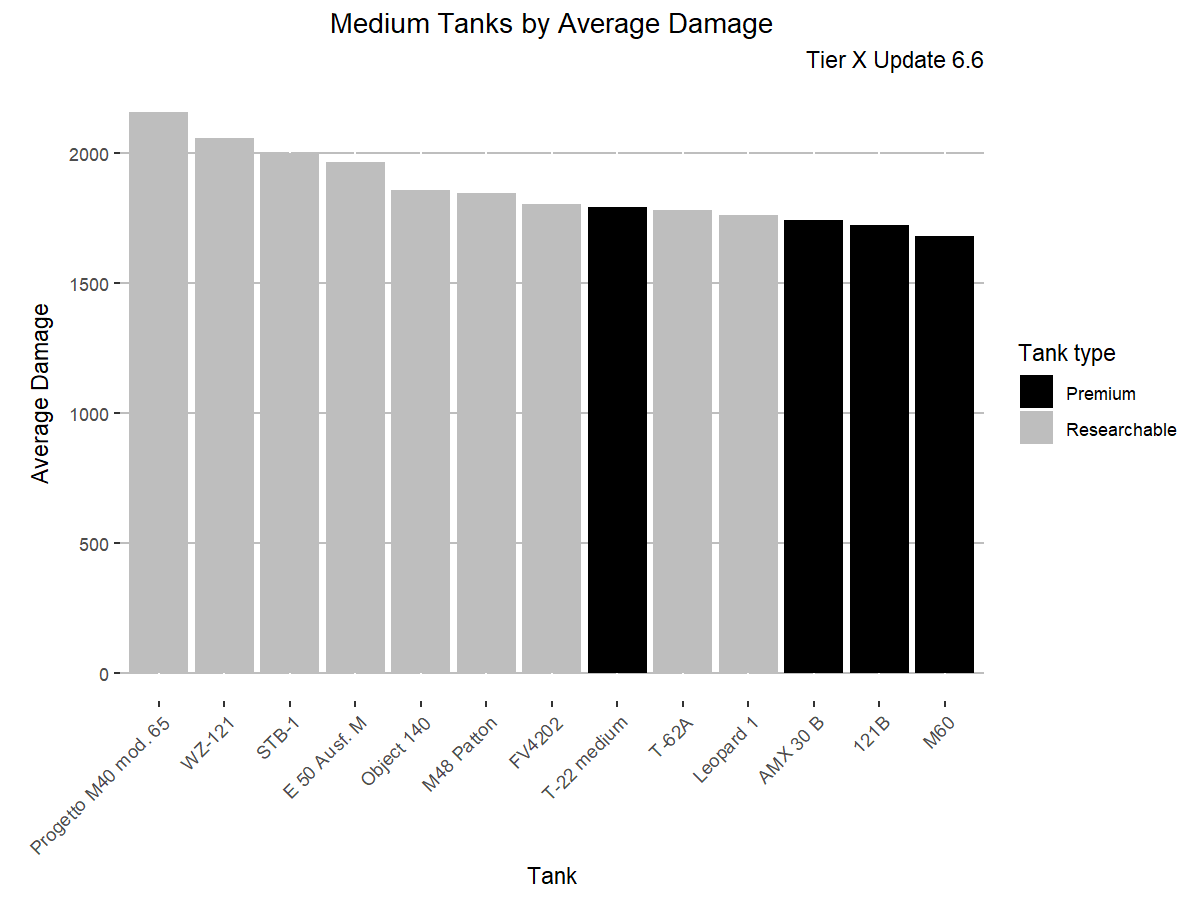 Medium Tanks by Average Damage
Tier X Update 6.6
Average Damage
2000
1500
1000
500
0
Progetto M40 mod. 65
WZ-121
STB-1
E 50 Ausf. M
Object 140
M48 Patton
FV4202
T-22 medium
T-62A
Leopard 1
AMX 30 B
121B
M60
Tank
Tank type
Premium
Researchable